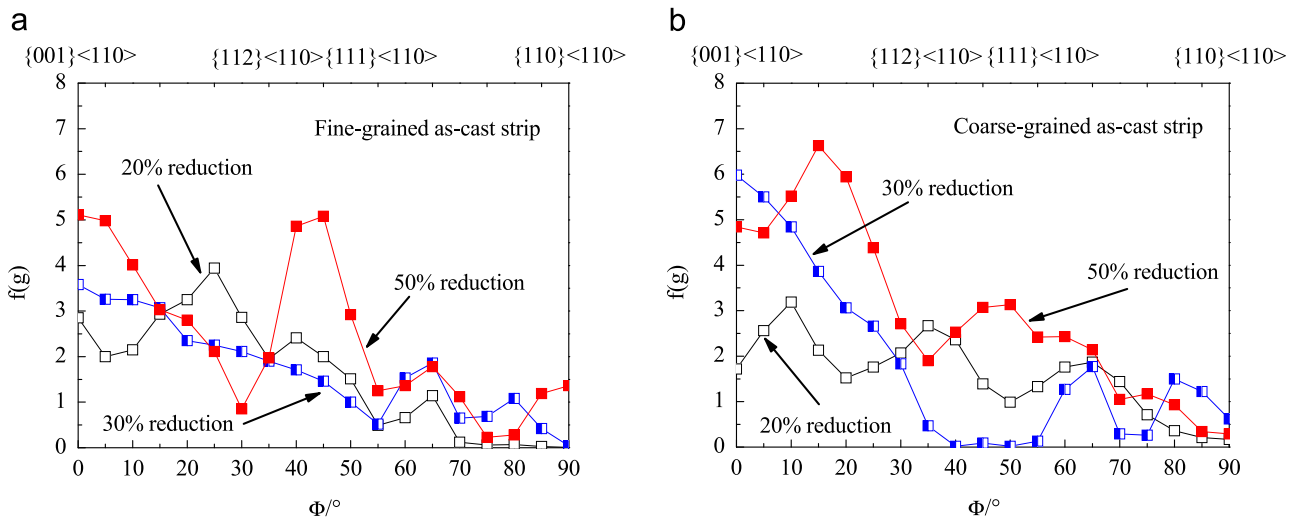 a
{001}<110> {112}<110> {111}<110> {110}<110>
8
7
6
5
4
3
2
1
0
f(g)
Fine-grained as-cast strip
20% reduction
50% reduction
30% reduction
0 10 20 30 40 50 60 70 80 90
Φ/°
b
{001}<110> {112}<110> {111}<110> {110}<110>
8
7
6
5
4
3
2
1
0
f(g)
Coarse-grained as-cast strip
30% reduction
50% reduction
20% reduction
0 10 20 30 40 50 60 70 80 90
Φ/°